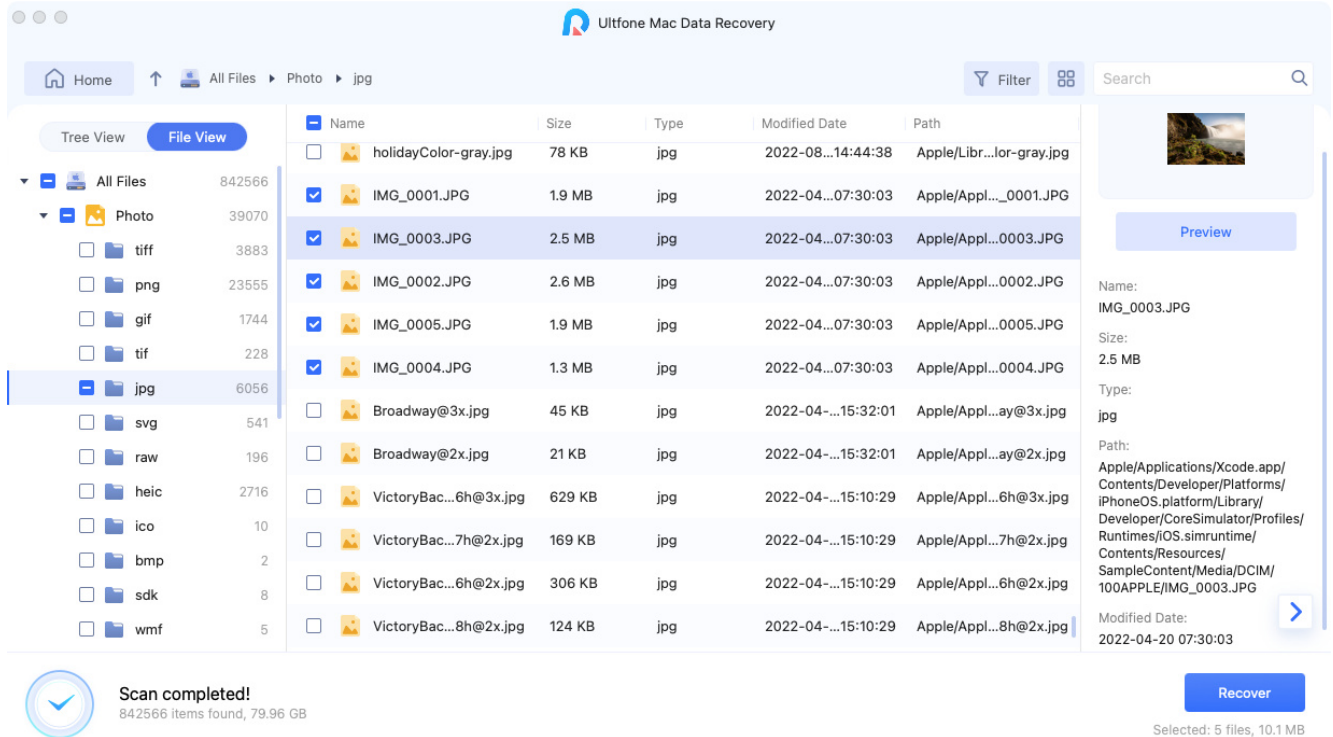 Ultfone Mac Data Recovery
Home All Files Photo jpg Filter Search
Tree View File View
All Files 842566
Photo 39070
tiff 3883
png 23555
gif 1744
tif 228
jpg 6056
svg 541
raw 196
heic 2716
ico 10
bmp 2
sdk 8
wmf 5
Name Size Type Modified Date Path
holidayColor-gray.jpg 78 KB jpg 2022-08...14:44:38 Apple/Libr...lor-gray.jpg
IMG_0001.JPG 1.9 MB jpg 2022-04...07:30:03 Apple/Appl..._0001.JPG
IMG_0003.JPG 2.5 MB jpg 2022-04...07:30:03 Apple/Appl...0003.JPG
IMG_0002.JPG 2.6 MB jpg 2022-04...07:30:03 Apple/Appl...0002.JPG
IMG_0005.JPG 1.9 MB jpg 2022-04...07:30:03 Apple/Appl...0005.JPG
IMG_0004.JPG 1.3 MB jpg 2022-04...07:30:03 Apple/Appl...0004.JPG
Broadway@3x.jpg 45 KB jpg 2022-04-...15:32:01 Apple/Appl...ay@3x.jpg
Broadway@2x.jpg 21 KB jpg 2022-04-...15:32:01 Apple/Appl...ay@2x.jpg
VictoryBac...6h@3x.jpg 629 KB jpg 2022-04-...15:10:29 Apple/Appl...6h@3x.jpg
VictoryBac...7h@2x.jpg 169 KB jpg 2022-04-...15:10:29 Apple/Appl...7h@2x.jpg
VictoryBac...6h@2x.jpg 306 KB jpg 2022-04-...15:10:29 Apple/Appl...6h@2x.jpg
VictoryBac...8h@2x.jpg 124 KB jpg 2022-04-...15:10:29 Apple/Appl...8h@2x.jpg
Preview
Name:
IMG_0003.JPG
Size:
2.5 MB
Type:
jpg
Path:
Apple/Applications/Xcode.app/
Contents/Developer/Platforms/
iPhoneOS.platform/Library/
Developer/CoreSimulator/Profiles/
Runtimes/iOS.simruntime/
Contents/Resources/
SampleContent/Media/DCIM/
100APPLE/IMG_0003.JPG
Modified Date:
2022-04-20 07:30:03
Scan completed!
842566 items found, 79.96 GB
Recover
Selected: 5 files, 10.1 MB